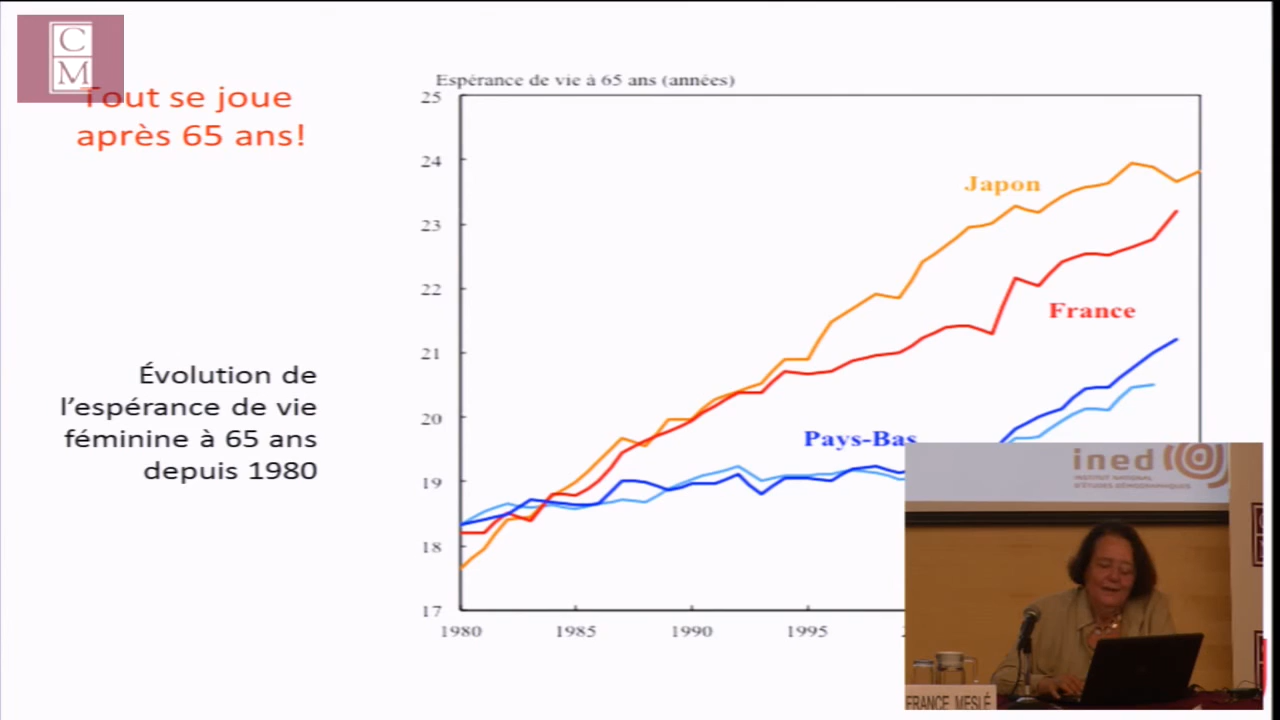 C
M
Tout se joue
après 65 ans!
Évolution de
l’espérance de vie
féminine à 65 ans
depuis 1980
Espérance de vie à 65 ans (années)
25
24
23
22
21
20
19
18
17
1980
1985
1990
1995
Japon
France
Pays-Bas
ined
INSTITUT NATIONAL
D'ÉTUDES DÉMOGRAPHIQUES
FRANCE MESLÉ